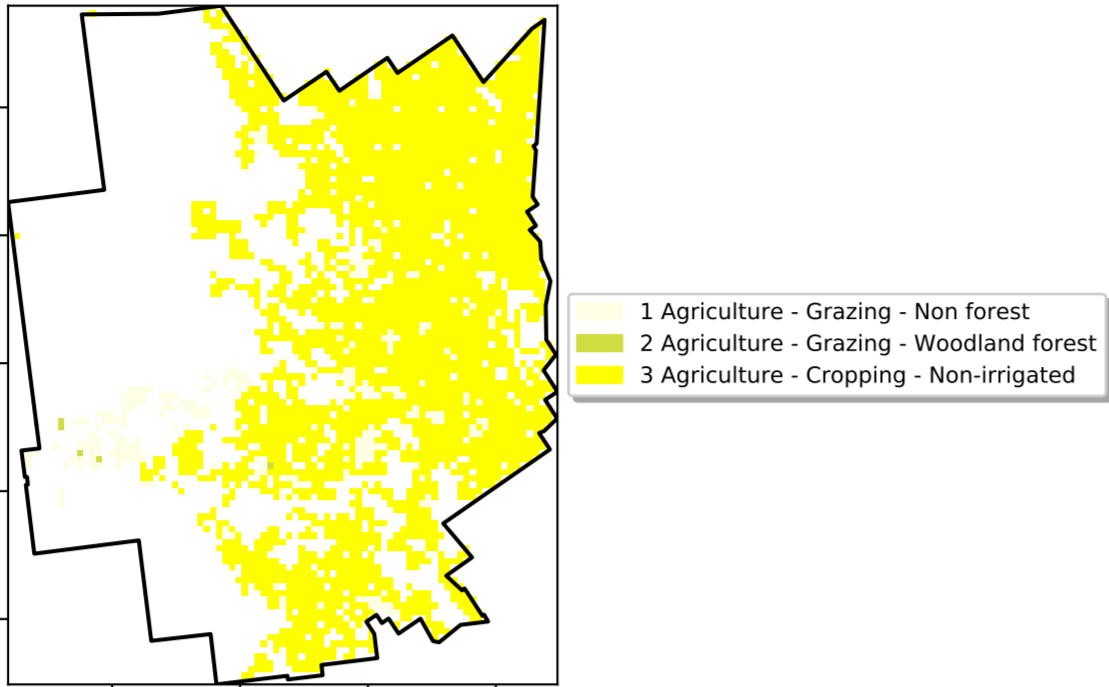 1 Agriculture - Grazing - Non forest
2 Agriculture - Grazing - Woodland forest
3 Agriculture - Cropping - Non-irrigated